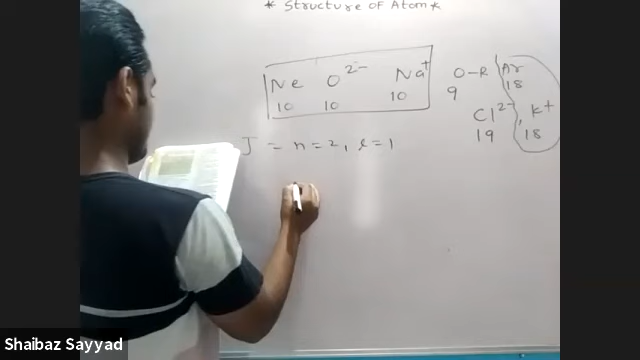 * Structure of Atom *
Ne O2- Na+
10 10 10
O-R Ar
9 18
Cl2-, K+
19 18
J = n = 2, l = 1
Shaibaz Sayyad